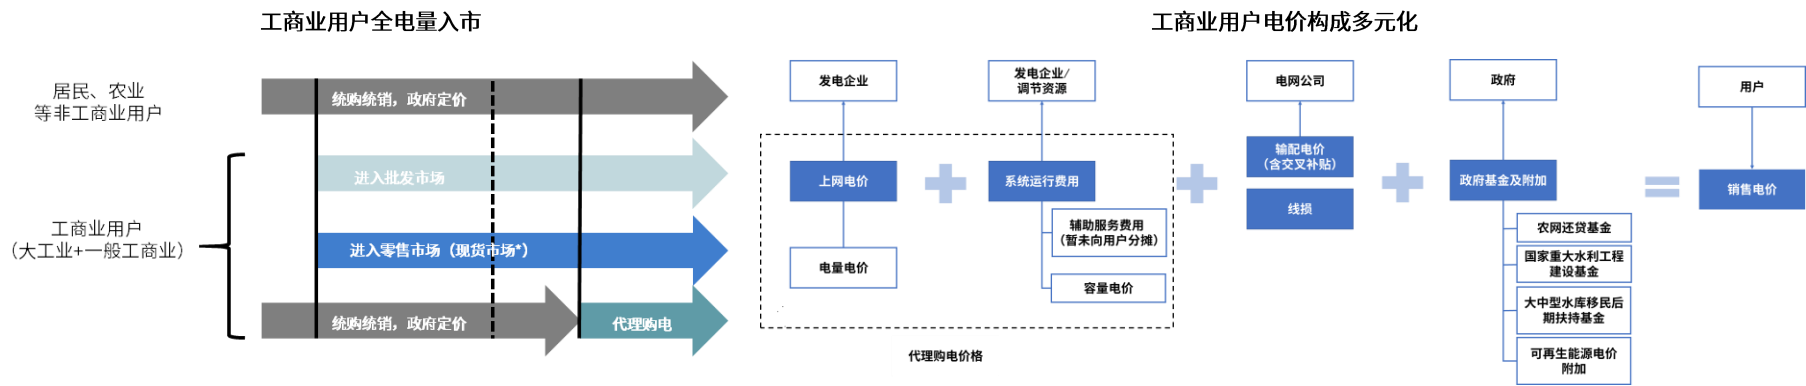 工商业用户全电量入市
居民、农业
等非工商业用户
统购统销，政府定价
进入批发市场
工商业用户
（大工业+一般工商业）
进入零售市场（现货市场*）
统购统销，政府定价
代理购电
工商业用户电价构成多元化
发电企业
发电企业/
调节资源
电网公司
政府
用户
上网电价
系统运行费用
输配电价
（含交叉补贴）
线损
政府基金及附加
销售电价
电量电价
辅助服务费用
（暂未向用户分摊）
容量电价
农网还贷基金
国家重大水利工程
建设基金
大中型水库移民后
期扶持基金
可再生能源电价
附加
代理购电价格